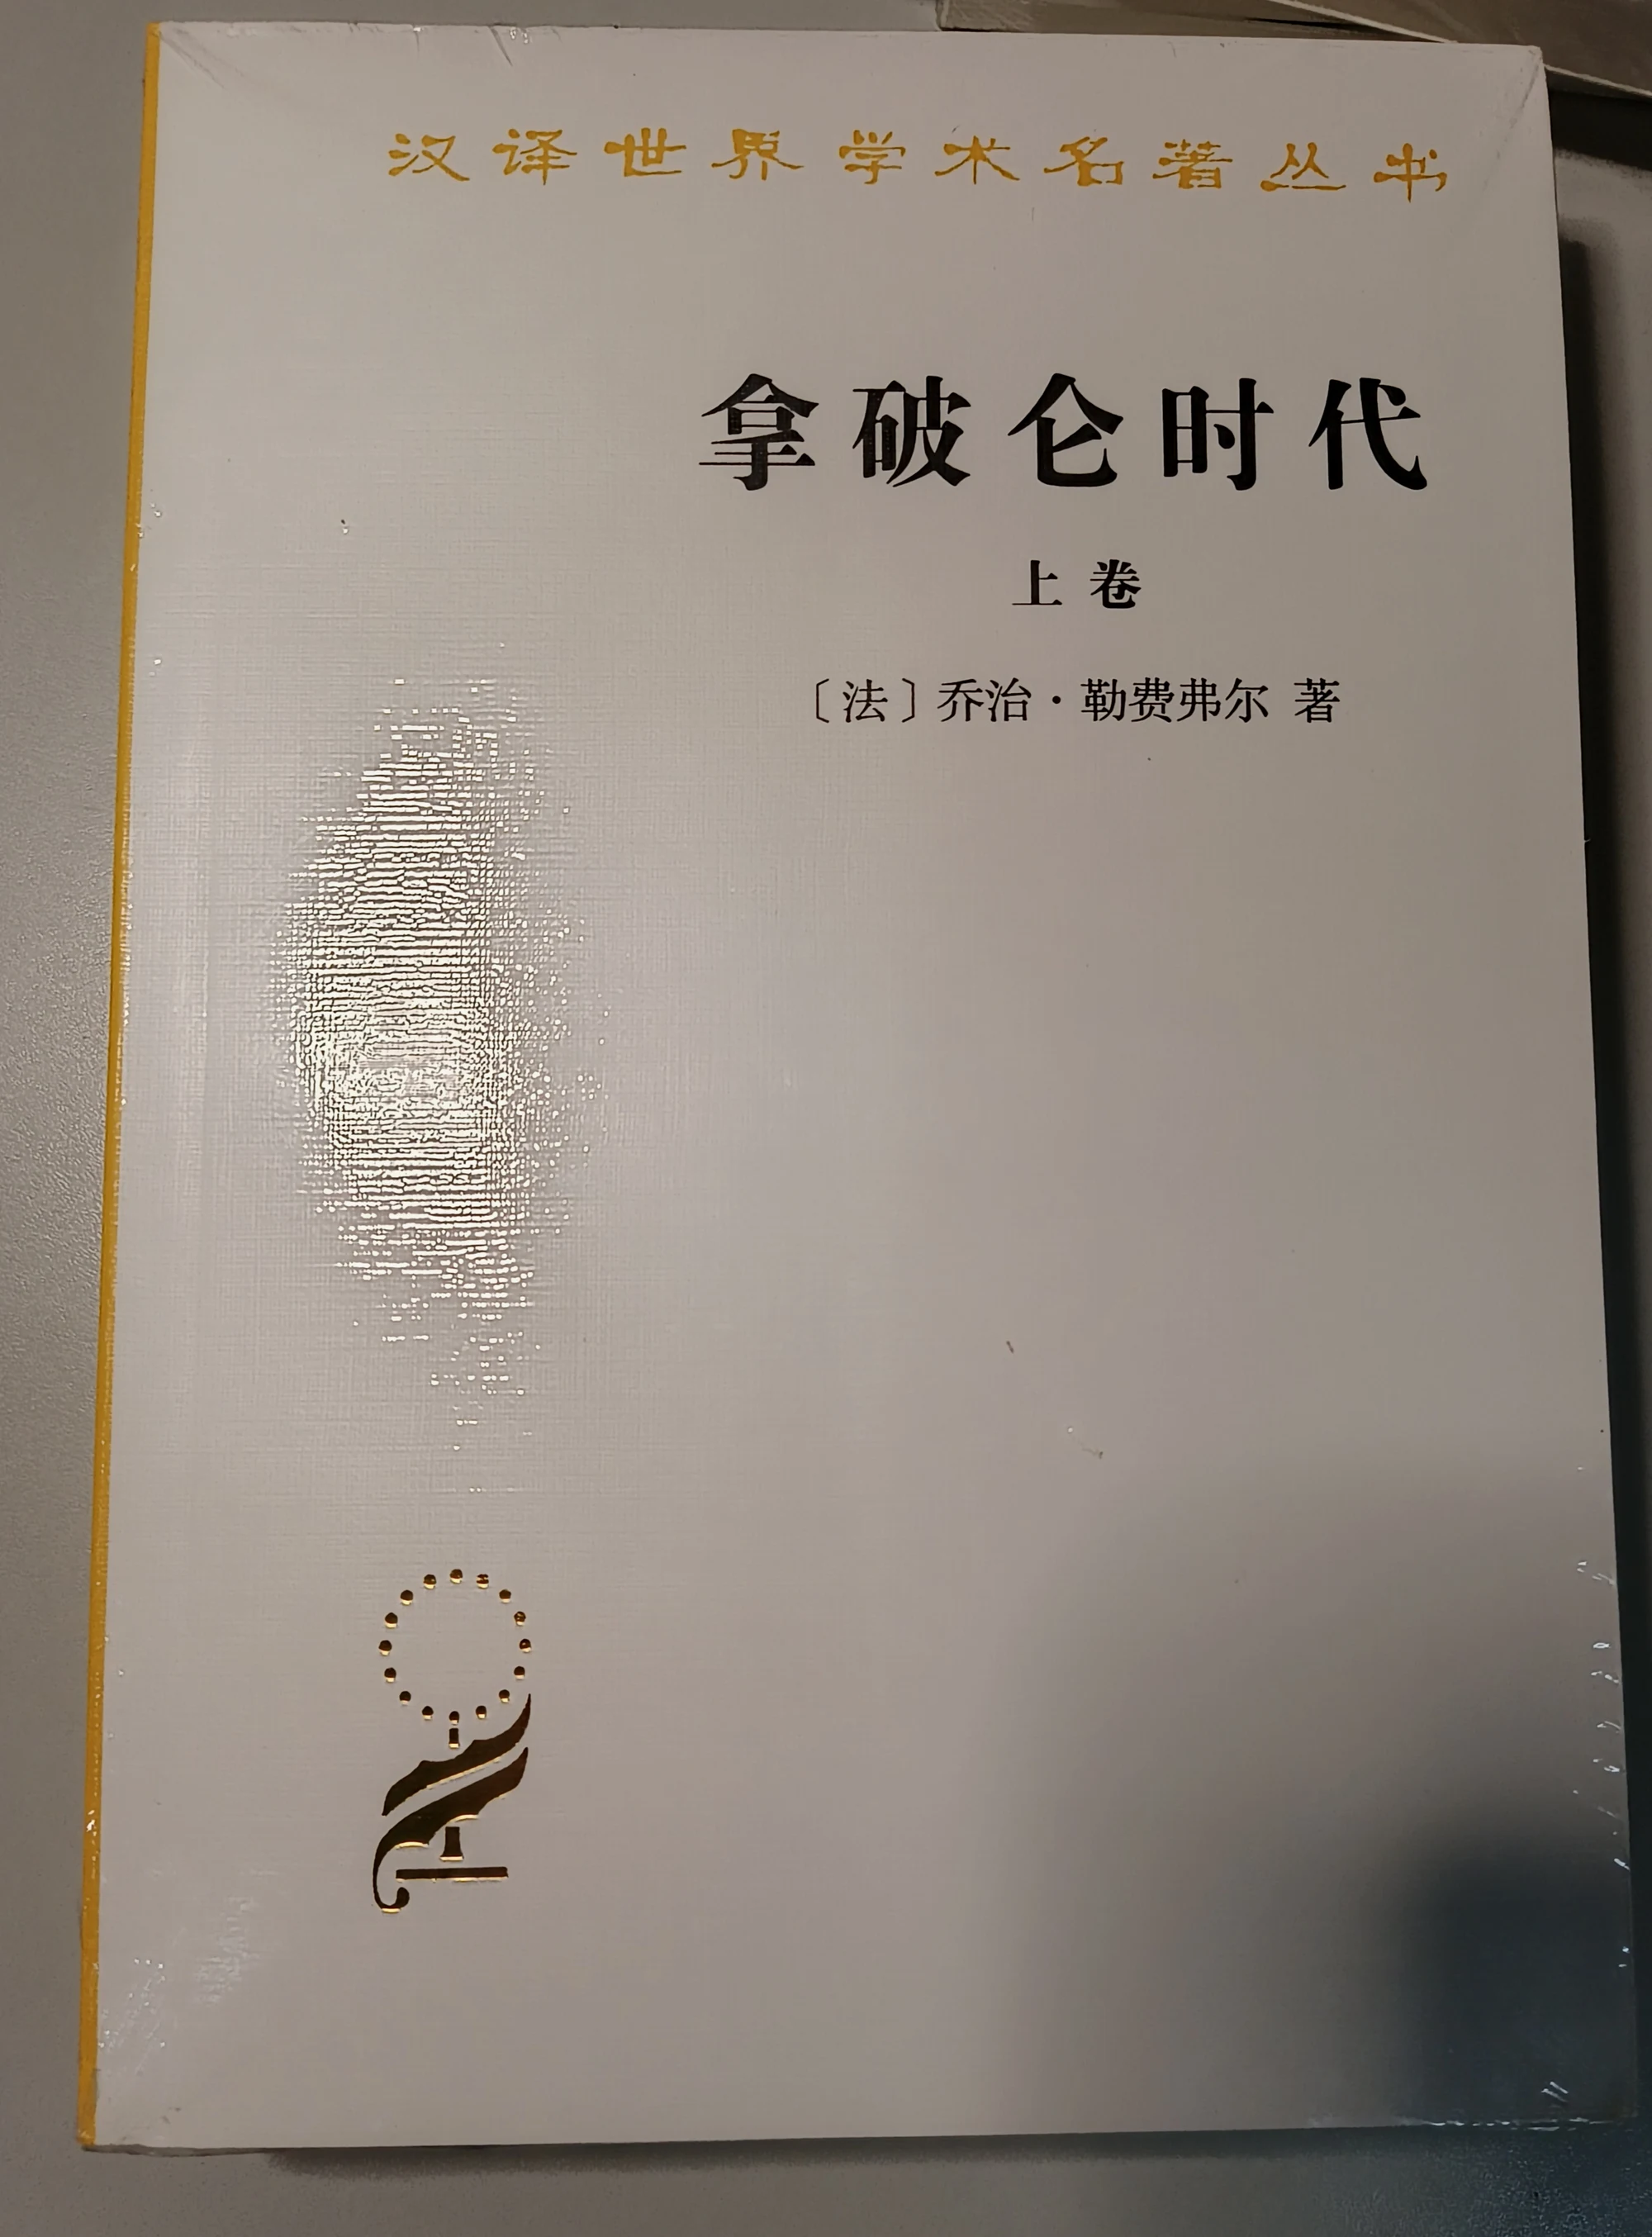 汉译世界学术名著丛书
拿破仑时代
上卷
〔法〕乔治·勒费弗尔 著